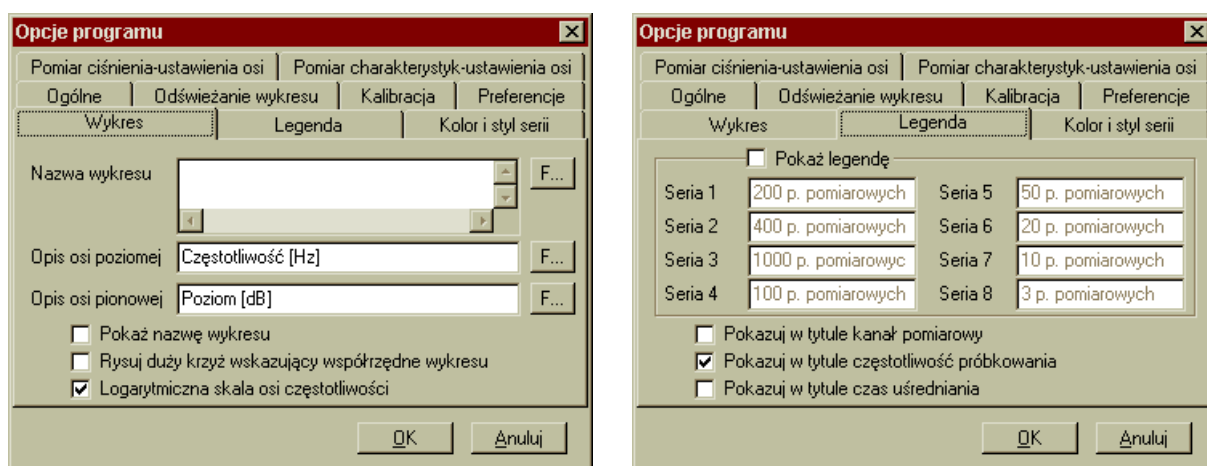 Opcje programu
Pomiar ciśnienia-ustawienia osi Pomiar charakterystyk-ustawienia osi
Ogólne Odświeżanie wykresu Kalibracja Preferencje
Wykres Legenda Kolor i styl serii
Nazwa wykresu F...
Opis osi poziomej Częstotliwość [Hz] F...
Opis osi pionowej Poziom [dB] F...
Pokaż nazwę wykresu
Rysuj duży krzyż wskazujący współrzędne wykresu
Logarytmiczna skala osi częstotliwości
OK Anuluj
Opcje programu
Pomiar ciśnienia-ustawienia osi Pomiar charakterystyk-ustawienia osi
Ogólne Odświeżanie wykresu Kalibracja Preferencje
Wykres Legenda Kolor i styl serii
Pokaż legendę
Seria 1 200 p. pomiarowych Seria 5 50 p. pomiarowych
Seria 2 400 p. pomiarowych Seria 6 20 p. pomiarowych
Seria 3 1000 p. pomiarowyc Seria 7 10 p. pomiarowych
Seria 4 100 p. pomiarowych Seria 8 3 p. pomiarowych
Pokazuj w tytule kanał pomiarowy
Pokazuj w tytule częstotliwość próbkowania
Pokazuj w tytule czas uśredniania
OK Anuluj